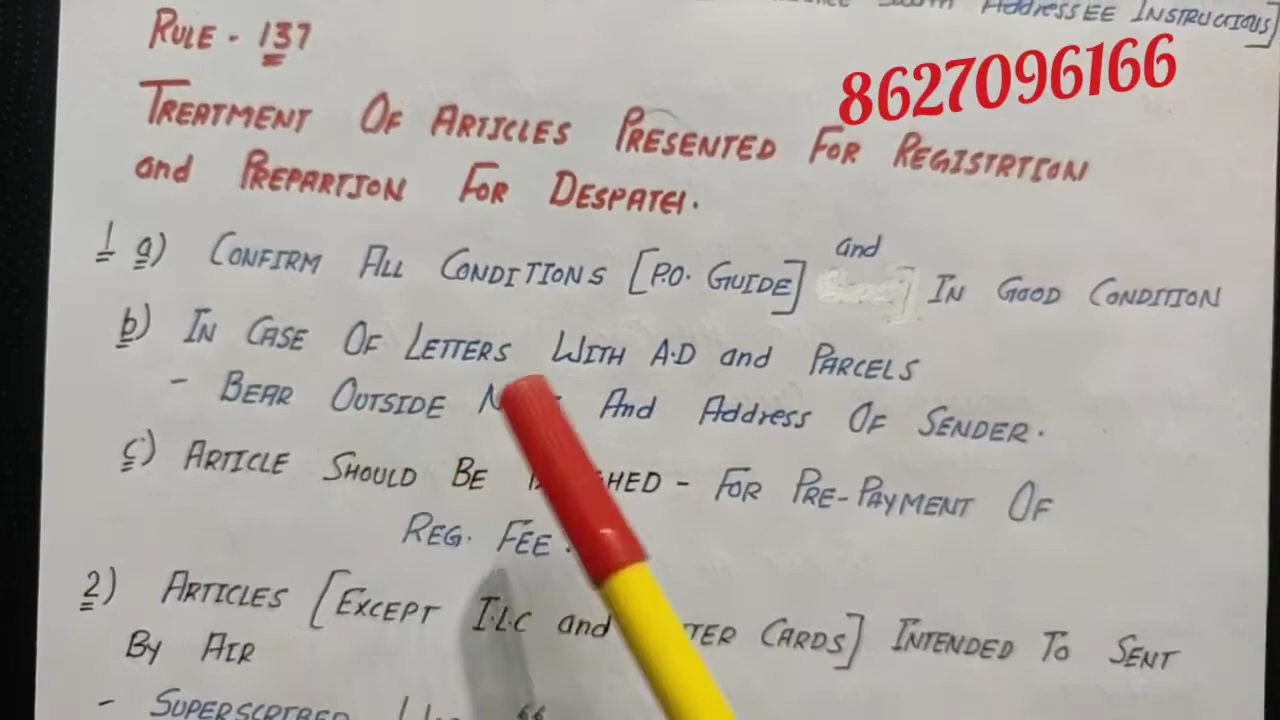 Addressee Instructious]
8627096166
Rule - 137
Treatment Of Articles Presented For Registrtion
and Prepartion For Despatch.
1 a) Confirm All Conditions [P.O. Guide] and ] In Good Condition
b) In Case Of Letters With A.D and Parcels
- Bear Outside And Address Of Sender.
c) Article Should Be - For Pre-Payment Of
Reg. Fee.
2) Articles [Except I.L.C and Cards] Intended To Sent
By Air
- Superscribed